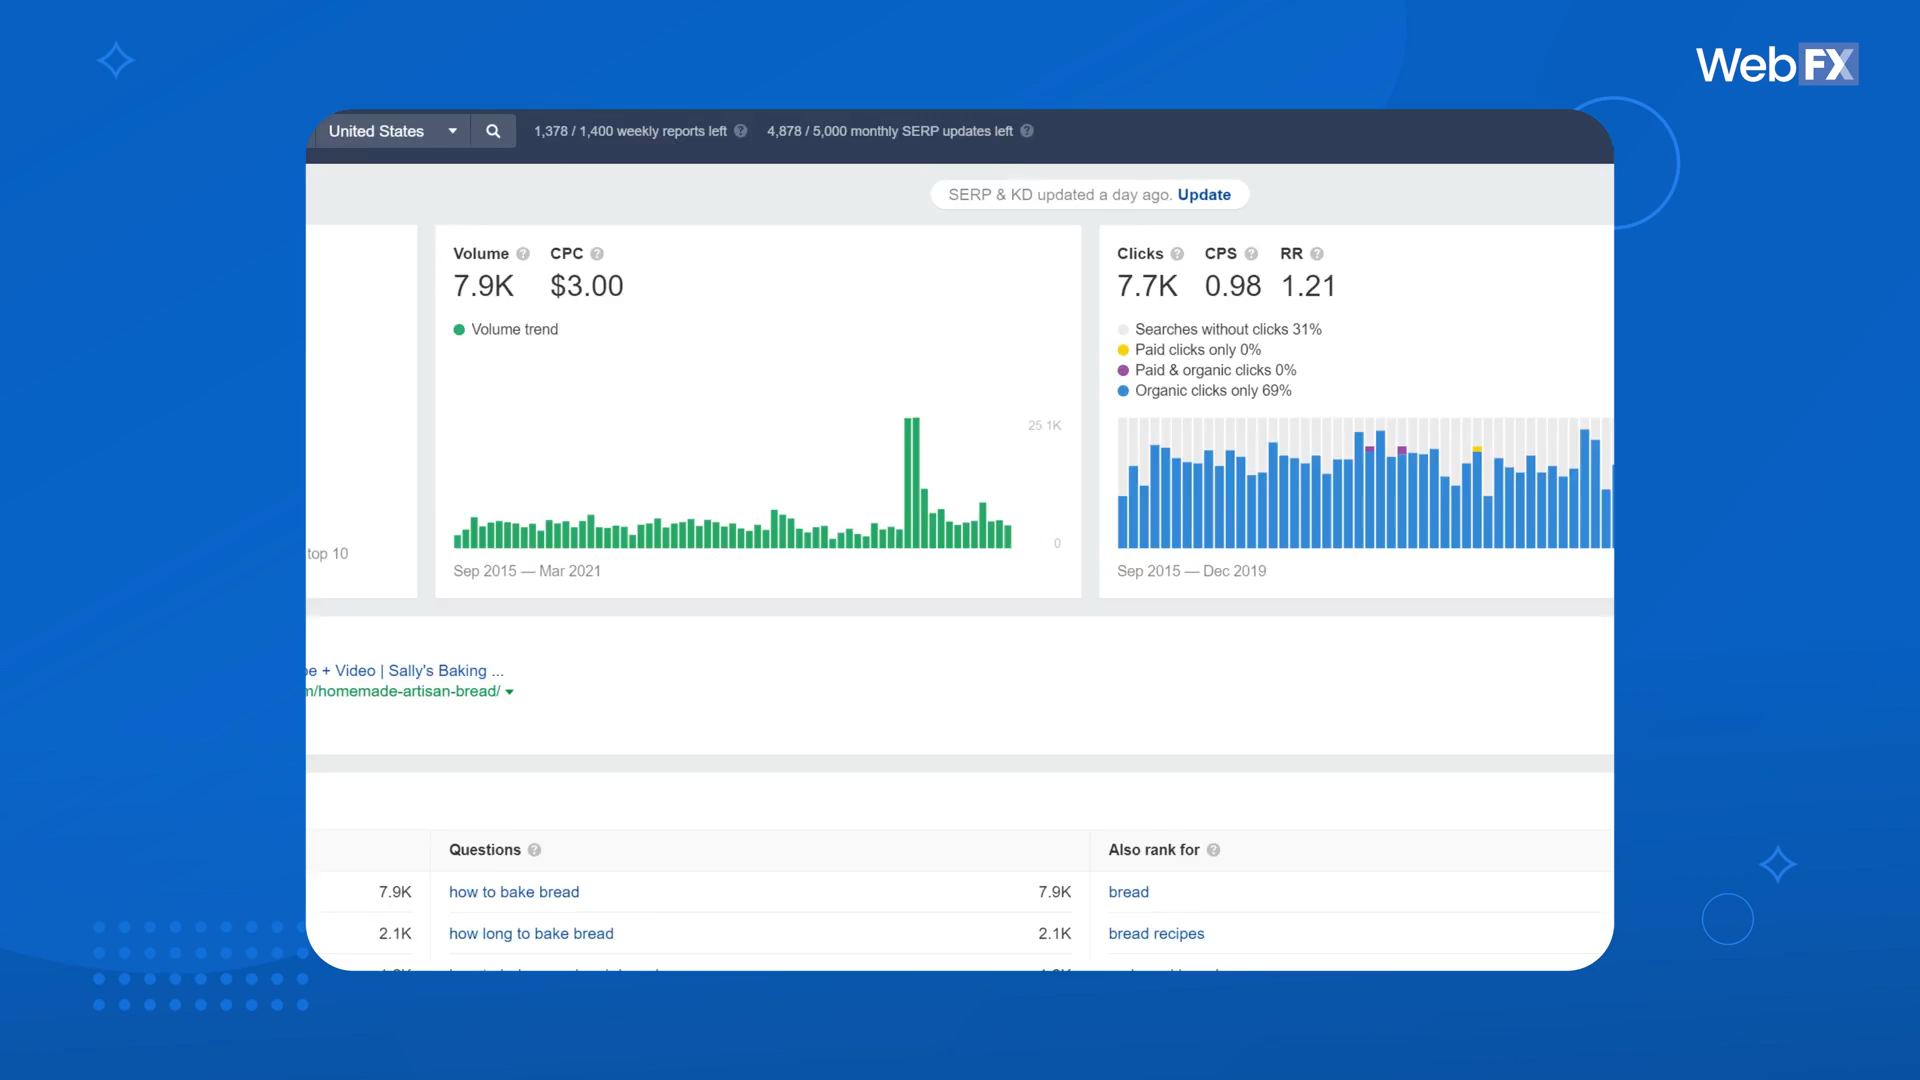 WebFX
United States
1,378 / 1,400 weekly reports left
4,878 / 5,000 monthly SERP updates left
SERP & KD updated a day ago. Update
Volume CPC
7.9K $3.00
Volume trend
25.1K
0
Sep 2015 — Mar 2021
Clicks CPS RR
7.7K 0.98 1.21
Searches without clicks 31%
Paid clicks only 0%
Paid & organic clicks 0%
Organic clicks only 69%
Sep 2015 — Dec 2019
top 10
+ Video | Sally's Baking ...
/homemade-artisan-bread/
Questions Also rank for
7.9K how to bake bread 7.9K bread
2.1K how long to bake bread 2.1K bread recipes